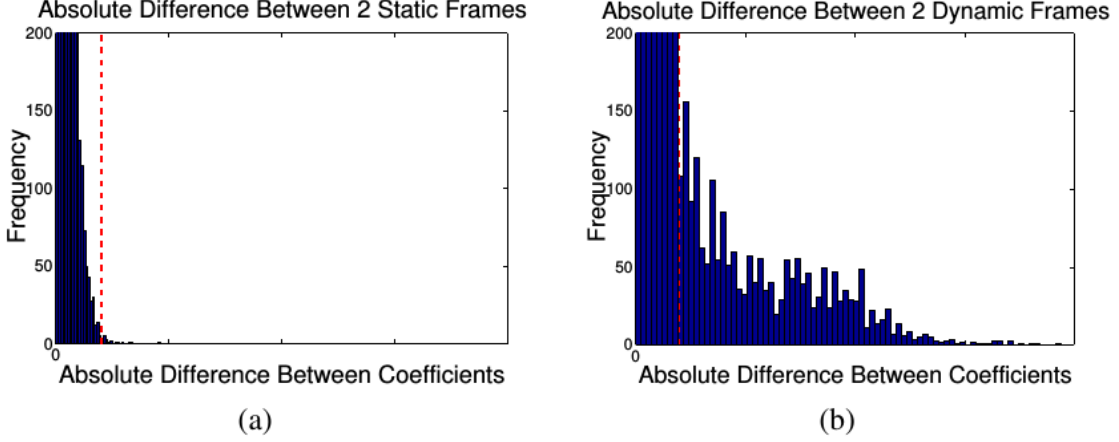 Absolute Difference Between 2 Static Frames
200
150
100
50
0
0
Frequency
Absolute Difference Between Coefficients
(a)
Absolute Difference Between 2 Dynamic Frames
200
150
100
50
0
0
Frequency
Absolute Difference Between Coefficients
(b)